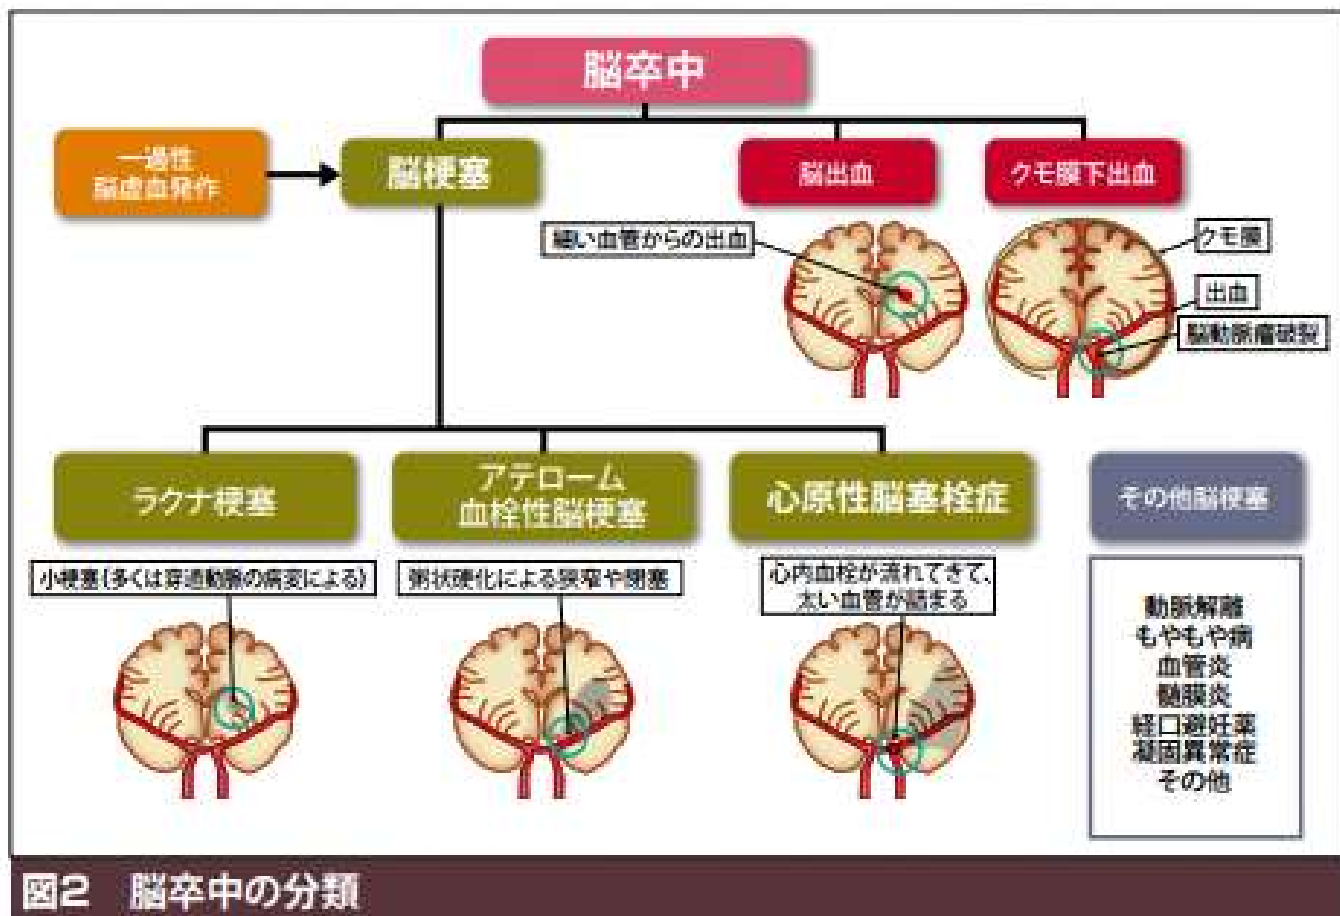 脳卒中
一過性
脳虚血発作
脳梗塞
脳出血
クモ膜下出血
細い血管からの出血
クモ膜
出血
脳動脈瘤破裂
ラクナ梗塞
アテローム
血栓性脳梗塞
心原性脳塞栓症
その他脳梗塞
小梗塞(多くは穿通動脈の病変による)
粥状硬化による狭窄や閉塞
心内血栓が流れてきて、
太い血管が詰まる
動脈解離
もやもや病
血管炎
髄膜炎
経口避妊薬
凝固異常症
その他
図2 脳卒中の分類